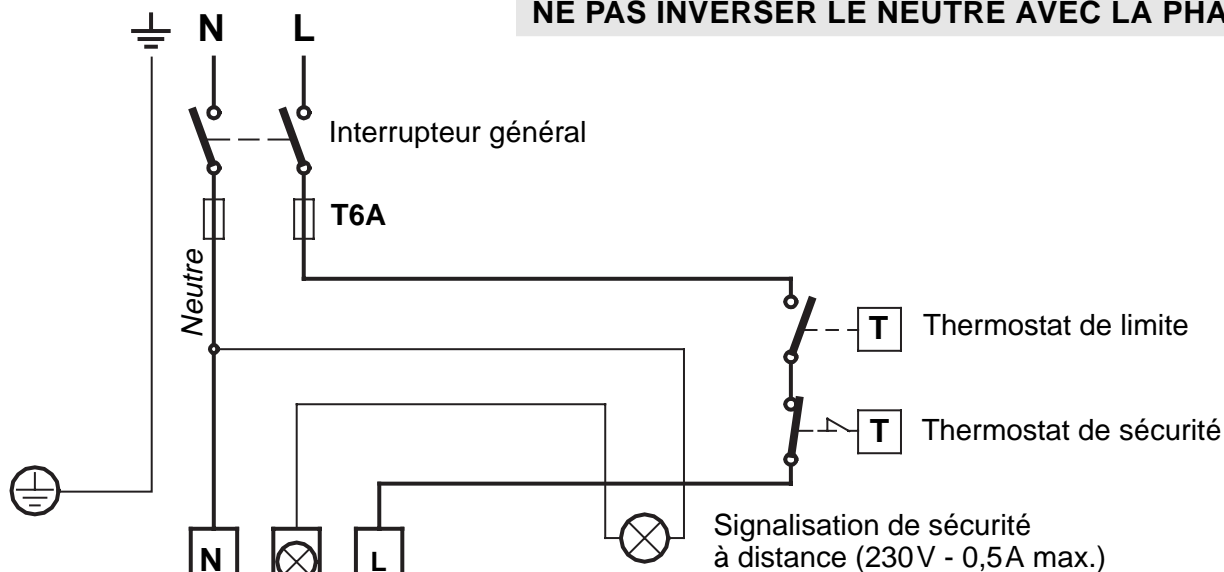 NE PAS INVERSER LE NEUTRE AVEC LA PHA
N L
Interrupteur général
T6A
Neutre
T Thermostat de limite
T Thermostat de sécurité
Signalisation de sécurité
à distance (230V - 0,5A max.)
N L